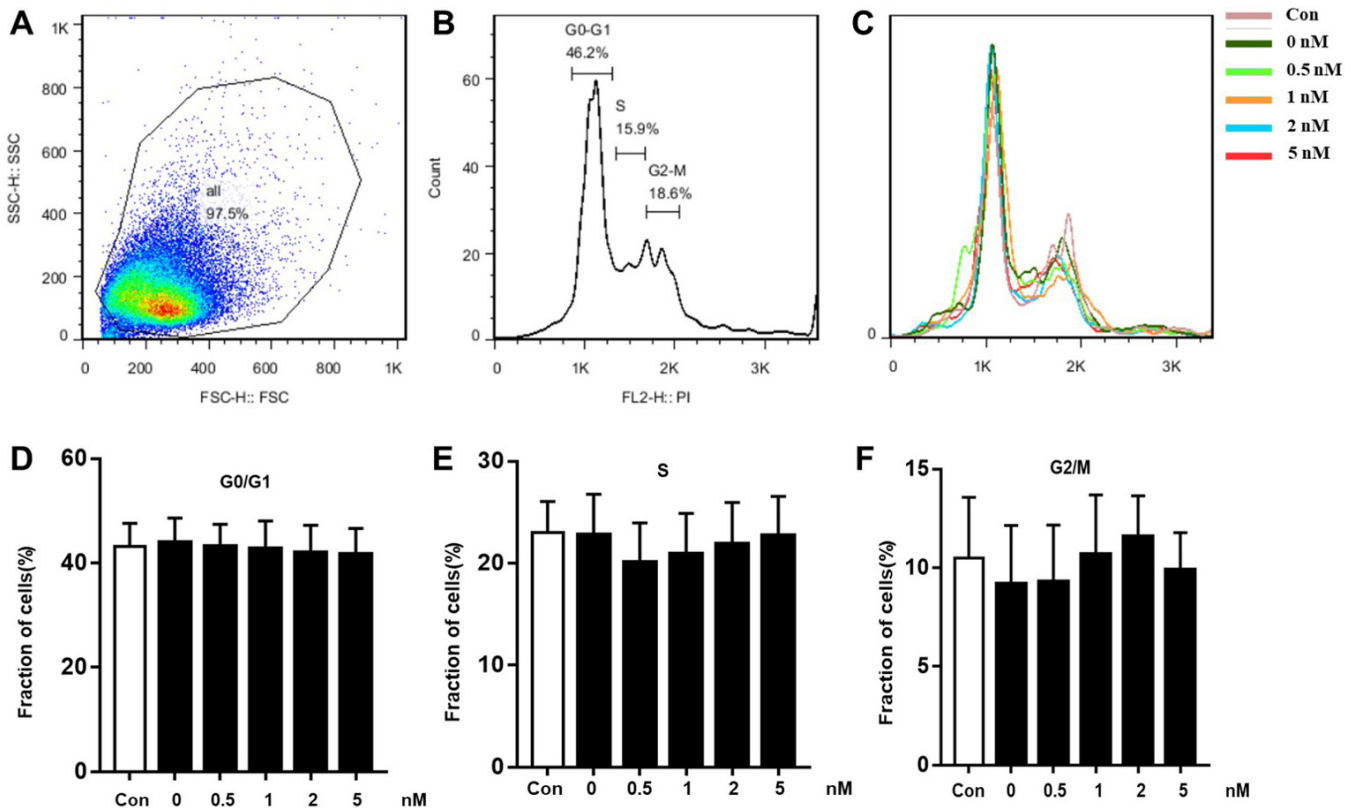 A
1K
800
600
400
200
0
SSC-H:: SSC
all
97.5%
0
200
400
600
800
1K
FSC-H:: FSC
B
G0-G1
46.2%
S
15.9%
G2-M
18.6%
60
40
20
0
Count
0
1K
2K
3K
FL2-H:: PI
C
0
0
1K
2K
3K
Con
0 nM
0.5 nM
1 nM
2 nM
5 nM
D
G0/G1
60
40
20
0
Fraction of cells(%)
Con 0 0.5 1 2 5 nM
E
S
30
20
10
0
Fraction of cells(%)
Con 0 0.5 1 2 5 nM
F
G2/M
15
10
5
0
Fraction of cells(%)
Con 0 0.5 1 2 5 nM